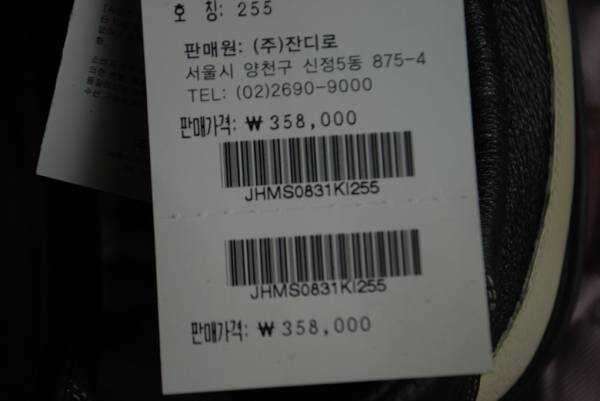 호 칭: 255
판매원: (주)잔디로
서울시 양천구 신정5동 875-4
TEL: (02)2690-9000
판매가격: ₩ 358,000
JHMS0831KI255
JHMS0831KI255
판매가격: ₩ 358,000